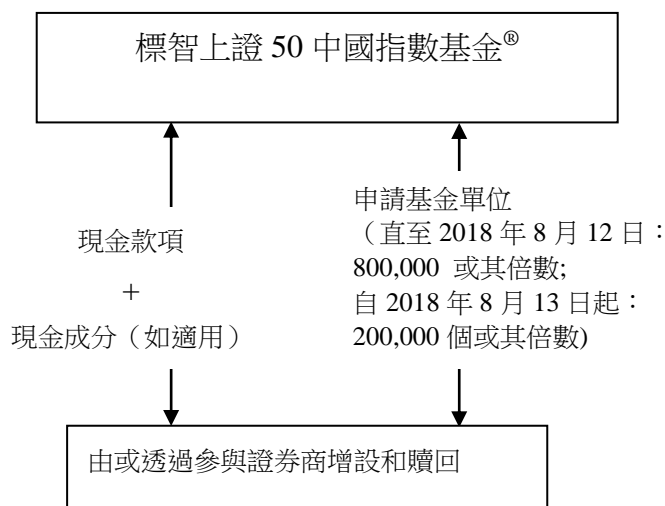 標智上證 50 中國指數基金®
現金款項
+
現金成分（如適用）
申請基金單位
（直至 2018 年 8 月 12 日：
800,000 或其倍數;
自 2018 年 8 月 13 日起：
200,000 個或其倍數)
由或透過參與證券商增設和贖回